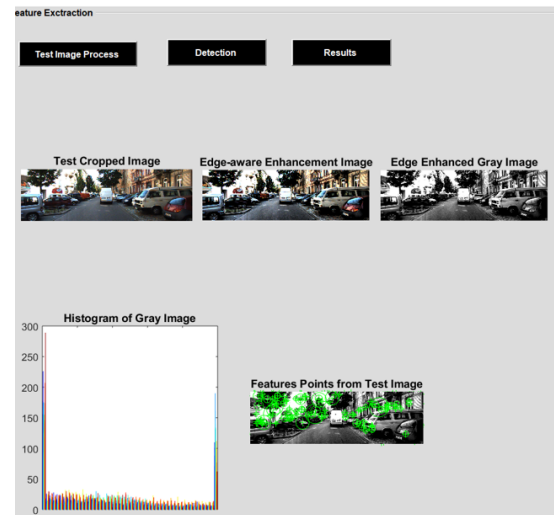 eature Exctraction
Test Image Process
Detection
Results
Test Cropped Image
Edge-aware Enhancement Image
Edge Enhanced Gray Image
Histogram of Gray Image
300
250
200
150
100
50
0
Features Points from Test Image